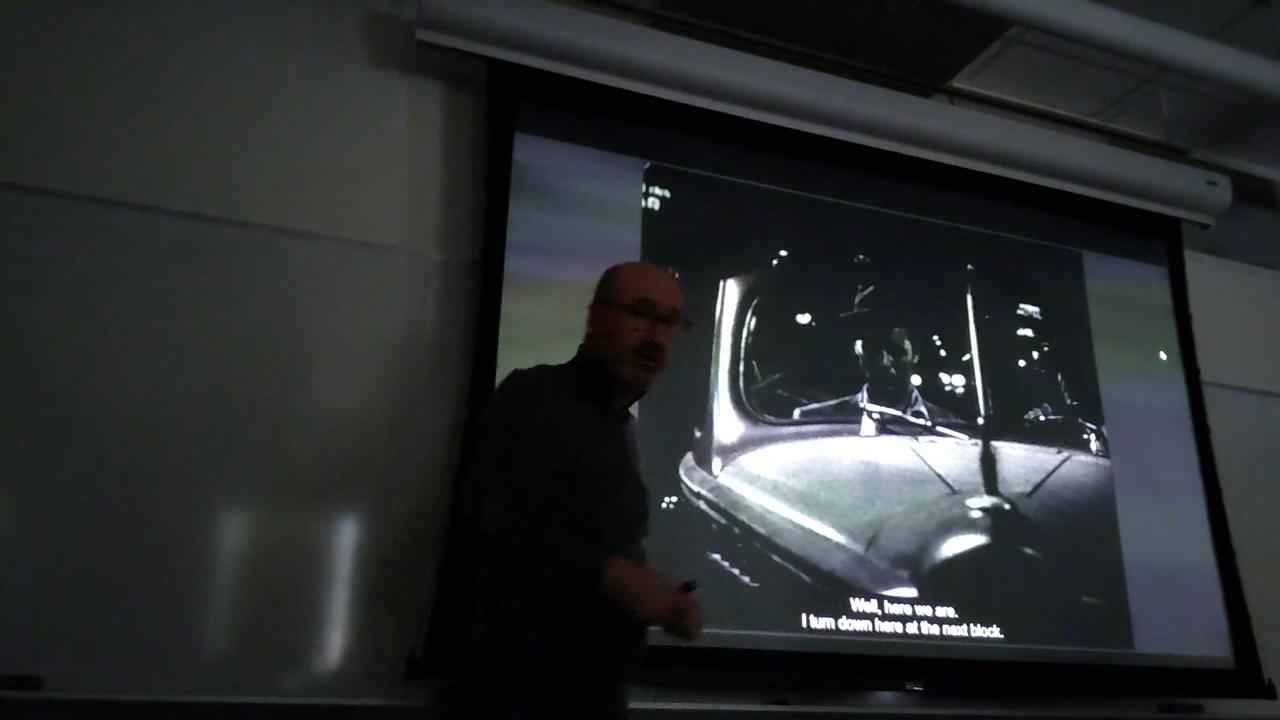 Well, here we are.
I turn down here at the next block.